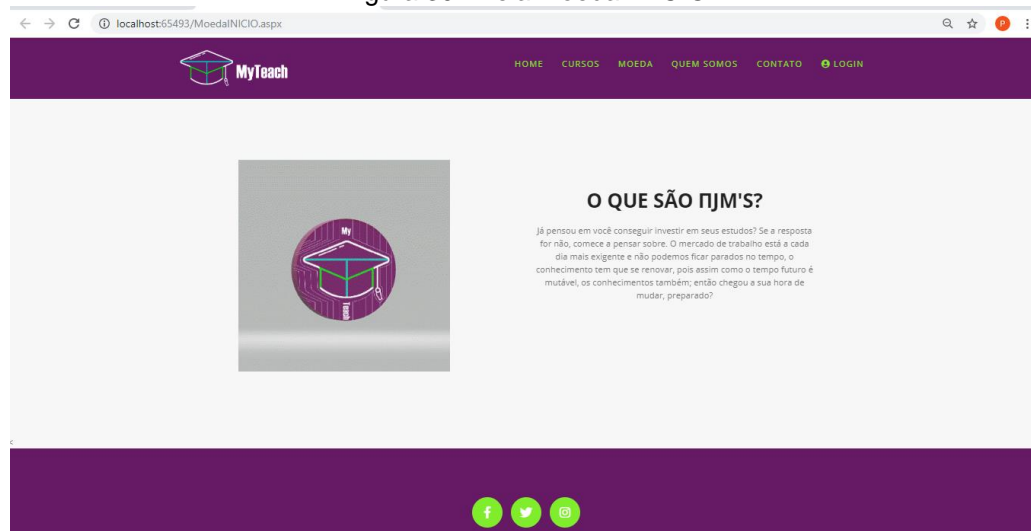 localhost:65493/MoedaINICIO.aspx
P
MyTeach
HOME CURSOS MOEDA QUEM SOMOS CONTATO LOGIN
My
Teach
O QUE SÃO ПJM'S?
Já pensou em você conseguir investir em seus estudos? Se a resposta
for não, comece a pensar sobre. O mercado de trabalho está a cada
dia mais exigente e não podemos ficar parados no tempo, o
conhecimento tem que se renovar, pois assim como o tempo futuro é
mutável, os conhecimentos também; então chegou a sua hora de
mudar, preparado?